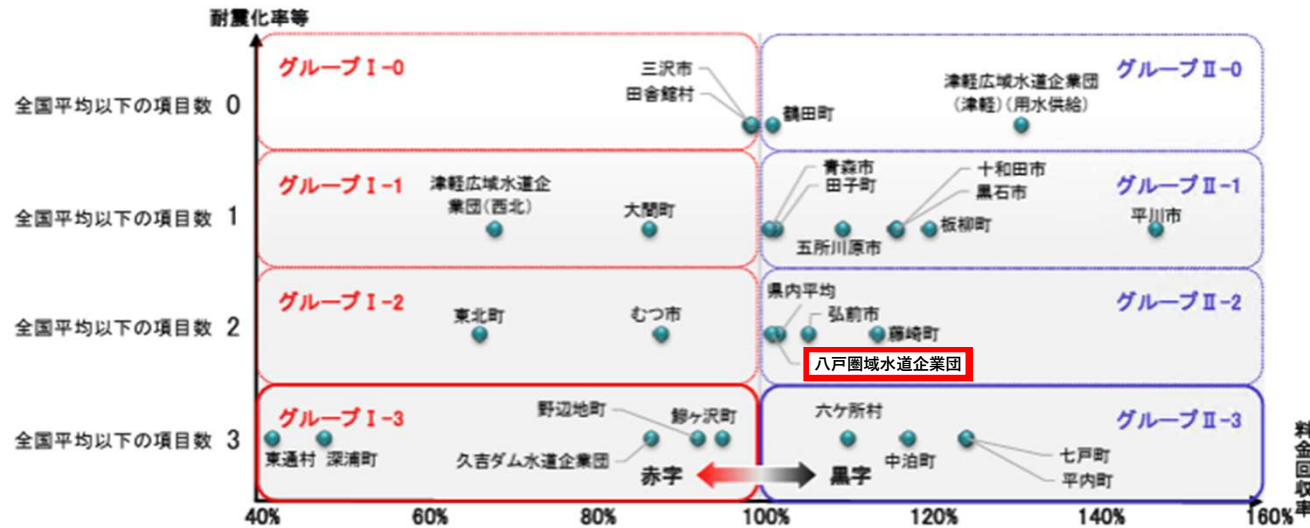 耐震化率等
グループⅠ-0
三沢市
田舎館村
鶴田町
津軽広域水道企業団
(津軽)(用水供給)
グループⅡ-0
全国平均以下の項目数 0
グループⅠ-1
津軽広域水道企
業団(西北)
大間町
青森市
田子町
五所川原市
十和田市
黒石市
板柳町
グループⅡ-1
平川市
全国平均以下の項目数 1
グループⅠ-2
東北町
むつ市
県内平均
弘前市
藤崎町
八戸圏域水道企業団
グループⅡ-2
全国平均以下の項目数 2
グループⅠ-3
東通村
深浦町
野辺地町
鰺ヶ沢町
久吉ダム水道企業団
六ケ所村
中泊町
七戸町
平内町
グループⅡ-3
全国平均以下の項目数 3
赤字
黒字
料金回収率
40%
60%
80%
100%
120%
140%
160%